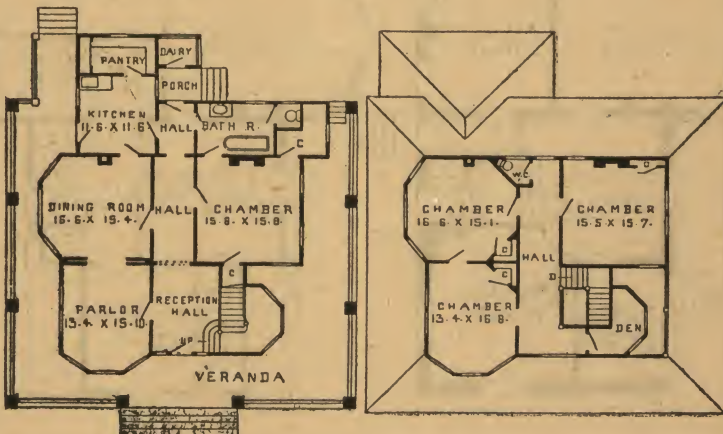 PANTRY
DAIRY
PORCH
KITCHEN
11-6 X 11-6
HALL
BATH R.
C
DINING ROOM
16-6 X 15-4
HALL
CHAMBER
15-6 X 15-8
C
PARLOR
13-4 X 15-10
RECEPTION
HALL
UP
VERANDA
W.C.
C
CHAMBER
16-6 X 15-1
CHAMBER
15-5 X 15-7
C
HALL
C
D
CHAMBER
13-4 X 16-8
DEN